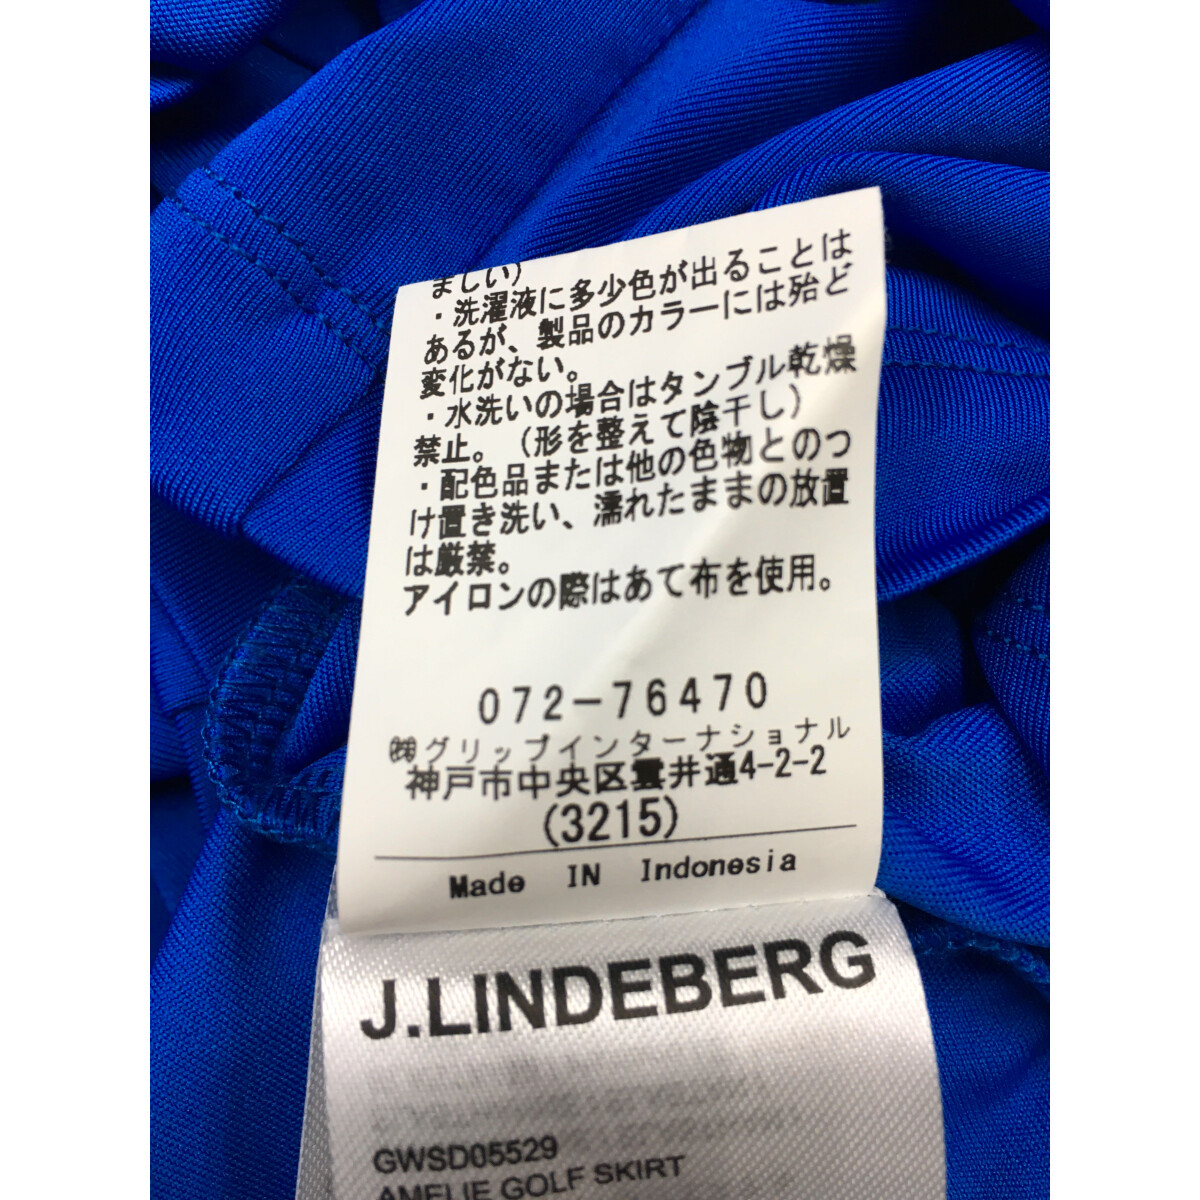 ましい）
・洗濯液に多少色が出ることは
あるが、製品のカラーには殆ど
変化がない。
・水洗いの場合はタンブル乾燥
禁止。（形を整えて陰干し）
・配色品または他の色物とのつ
け置き洗い、濡れたままの放置
は厳禁。
アイロンの際はあて布を使用。
072-76470
㈱グリップインターナショナル
神戸市中央区雲井通4-2-2
(3215)
Made IN Indonesia
J.LINDEBERG
GWSD05529
AMELIE GOLF SKIRT